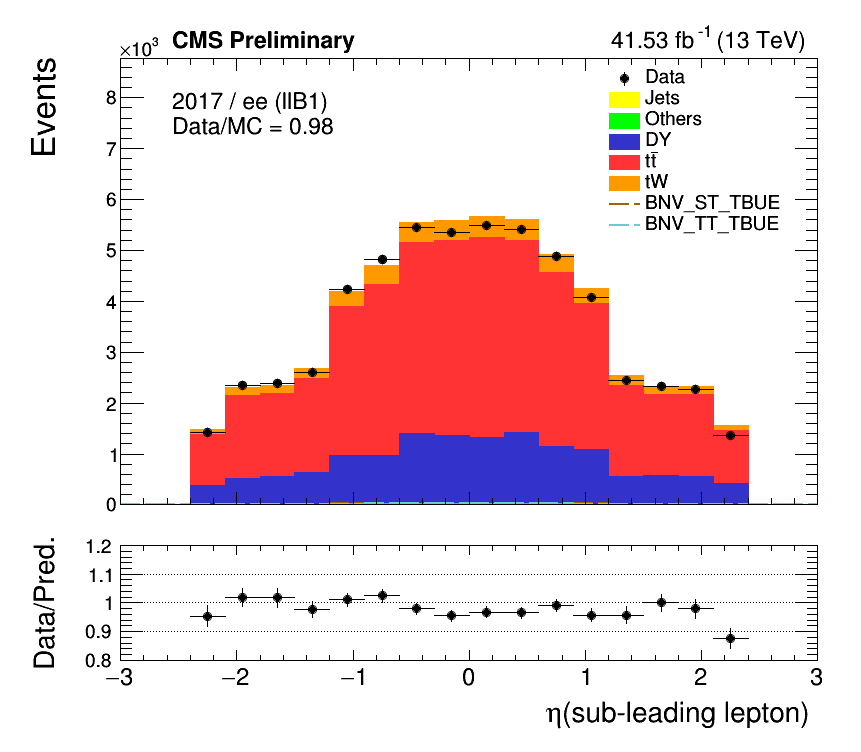 ×10³ CMS Preliminary 41.53 fb⁻¹ (13 TeV)
Events
2017 / ee (IIB1)
Data/MC = 0.98
Data
Jets
Others
DY
tt̄
tW
BNV_ST_TBUE
BNV_TT_TBUE
8
7
6
5
4
3
2
1
0
Data/Pred.
1.2
1.1
1
0.9
0.8
−3 −2 −1 0 1 2 3
η(sub-leading lepton)